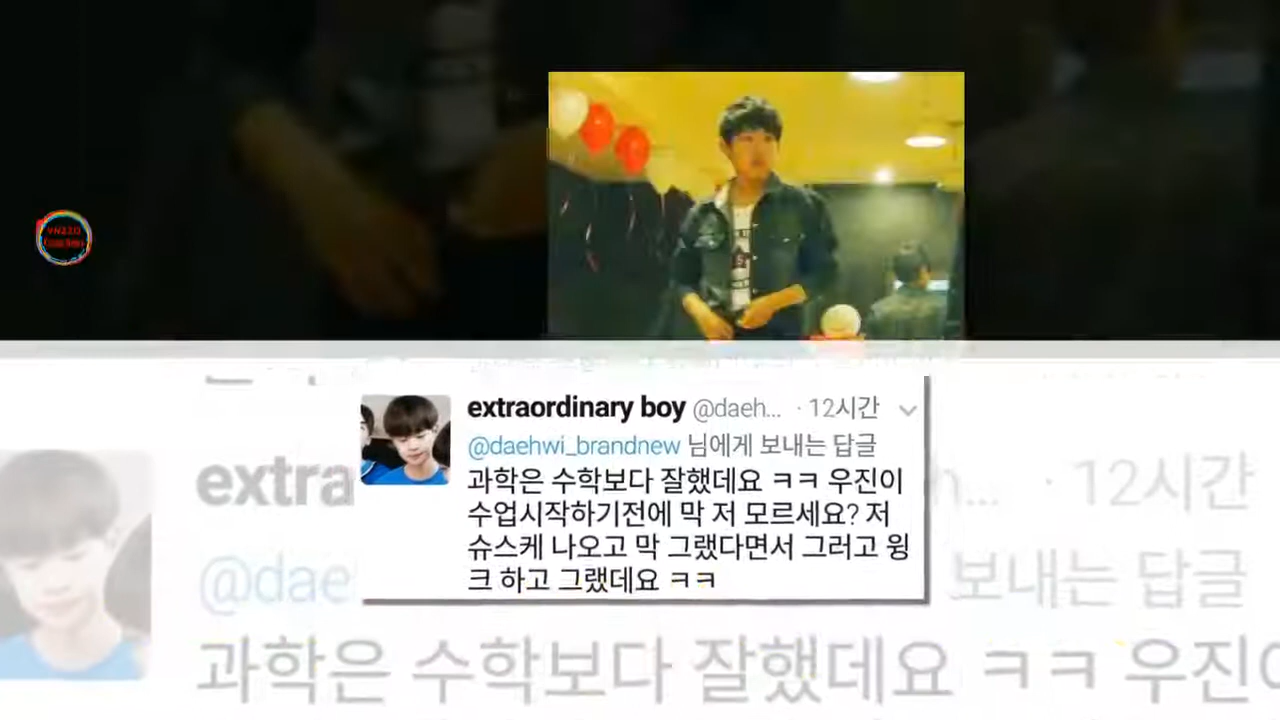 extraordinary boy @daeh... · 12시간
@daehwi_brandnew 님에게 보내는 답글
과학은 수학보다 잘했데요 ㅋㅋ 우진이
수업시작하기전에 막 저 모르세요? 저
슈스케 나오고 막 그랬다면서 그러고 윙
크 하고 그랬데요 ㅋㅋ
extra
h... · 12시간
@dae
보내는 답글
과학은 수학보다 잘했데요 ㅋㅋ 우진